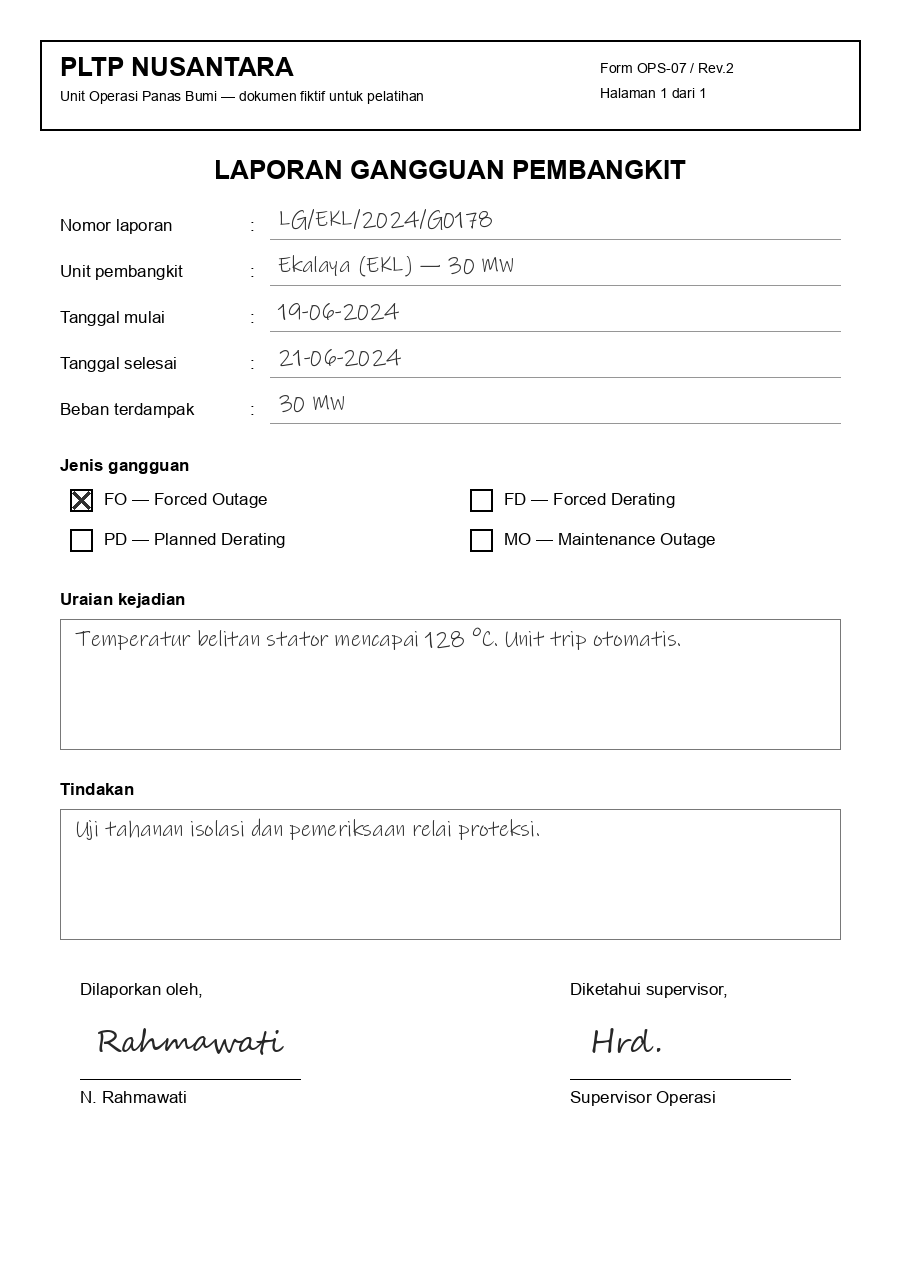 PLTP NUSANTARA
Unit Operasi Panas Bumi — dokumen fiktif untuk pelatihan
Form OPS-07 / Rev.2
Halaman 1 dari 1
LAPORAN GANGGUAN PEMBANGKIT
Nomor laporan : LG/EKL/2024/G0178
Unit pembangkit : Ekalaya (EKL) — 30 MW
Tanggal mulai : 19-06-2024
Tanggal selesai : 21-06-2024
Beban terdampak : 30 MW
Jenis gangguan
FO — Forced Outage FD — Forced Derating
PD — Planned Derating MO — Maintenance Outage
Uraian kejadian
Temperatur belitan stator mencapai 128 °C. Unit trip otomatis.
Tindakan
Uji tahanan isolasi dan pemeriksaan relai proteksi.
Dilaporkan oleh, Diketahui supervisor,
Rahmawati Hrd.
N. Rahmawati Supervisor Operasi